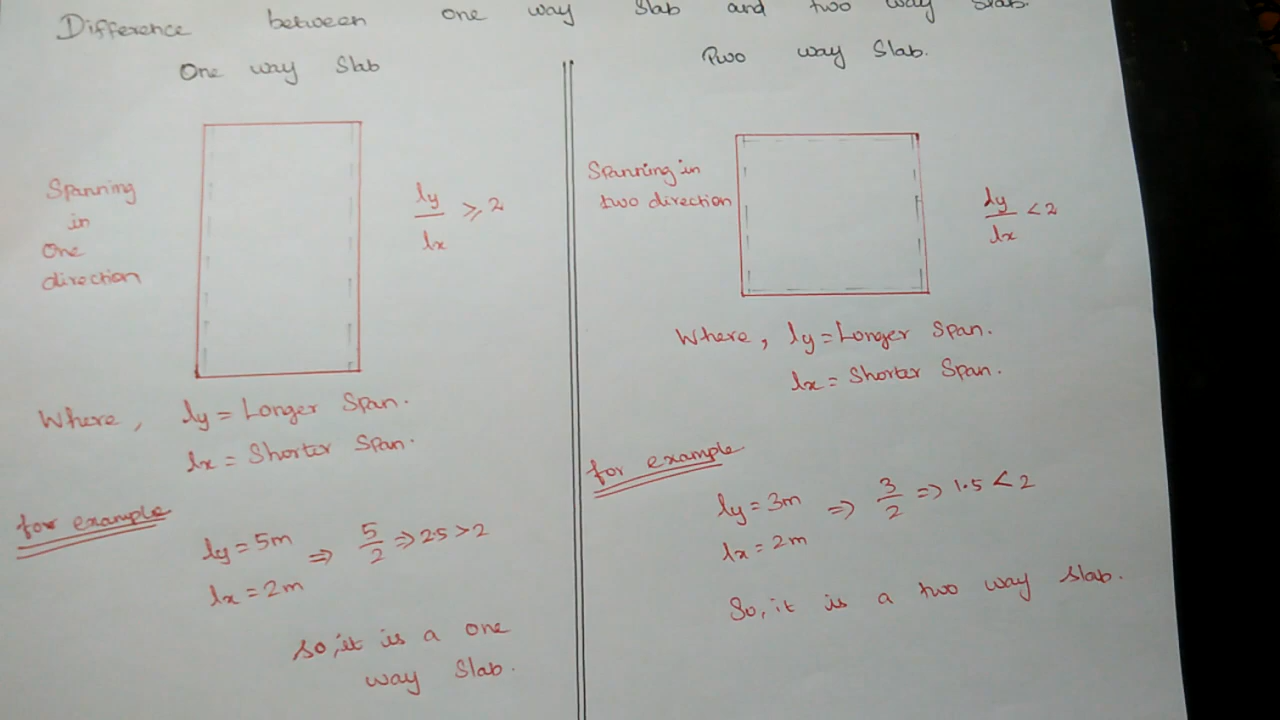 Difference between one way Slab and two way Slab.
One way Slab
Spanning
in
One
direction
ly
lx
⩾ 2
Where, ly = Longer Span.
lx = Shorter Span.
for example
ly = 5m ⇒ 5/2 ⇒ 2.5 > 2
lx = 2m
So, it is a one
way Slab.
Two way Slab.
Spanning in
two direction
ly
lx
< 2
Where, ly = Longer Span.
lx = Shorter Span.
for example
ly = 3m ⇒ 3/2 ⇒ 1.5 < 2
lx = 2m
So, it is a two way slab.